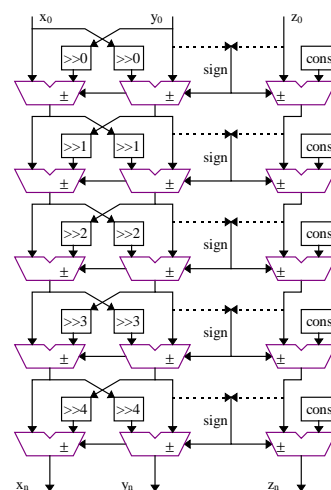 x0 y0 z0
>>0 >>0 cons
sign
± ± ±
>>1 >>1 cons
sign
± ± ±
>>2 >>2 cons
sign
± ± ±
>>3 >>3 cons
sign
± ± ±
>>4 >>4 cons
sign
± ± ±
xn yn zn